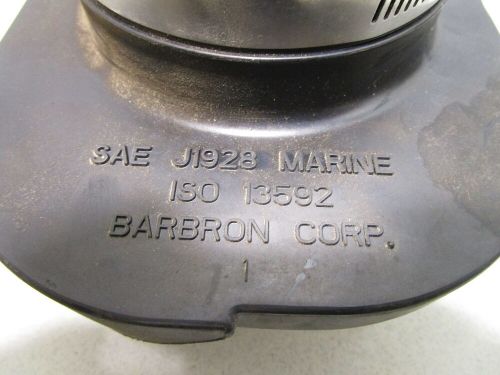 SAE J1928 MARINE
ISO 13592
BARBRON CORP.
1